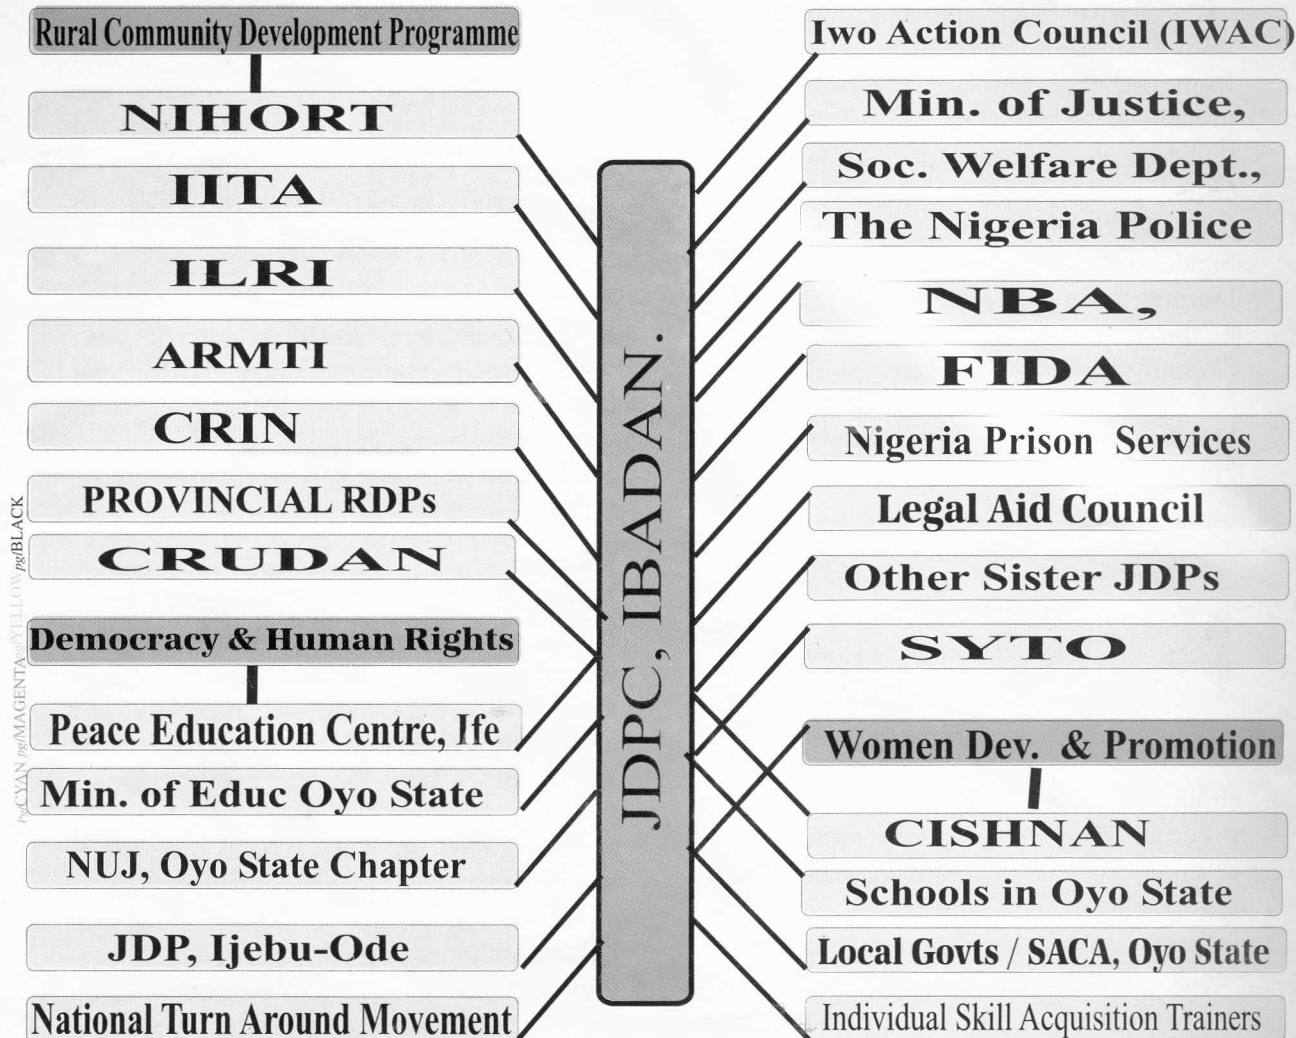 Rural Community Development Programme
NIHORT
IITA
ILRI
ARMTI
CRIN
PROVINCIAL RDPs
CRUDAN
Democracy & Human Rights
Peace Education Centre, Ife
Min. of Educ Oyo State
NUJ, Oyo State Chapter
JDP, Ijebu-Ode
National Turn Around Movement
JDPC, IBADAN.
Iwo Action Council (IWAC)
Min. of Justice,
Soc. Welfare Dept.,
The Nigeria Police
NBA,
FIDA
Nigeria Prison Services
Legal Aid Council
Other Sister JDPs
SYTO
Women Dev. & Promotion
CISHNAN
Schools in Oyo State
Local Govts / SACA, Oyo State
Individual Skill Acquisition Trainers
pglCYAN pglMAGENTA pglYELLOW pglBLACK